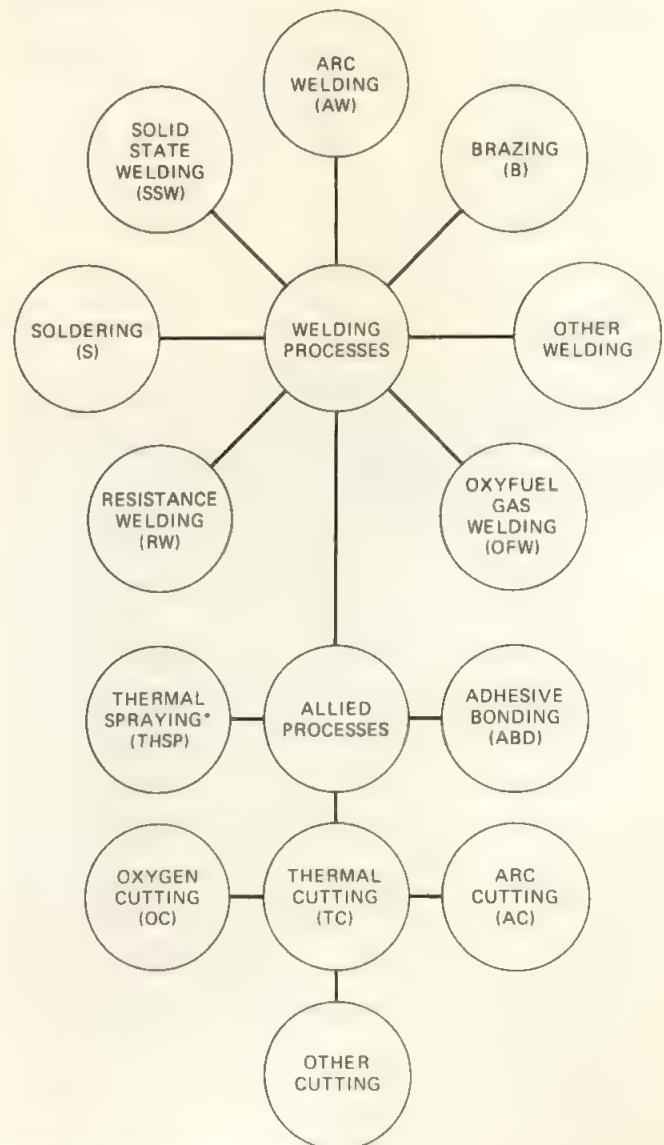 ARC
WELDING
(AW)
SOLID
STATE
WELDING
(SSW)
BRAZING
(B)
SOLDERING
(S)
WELDING
PROCESSES
OTHER
WELDING
RESISTANCE
WELDING
(RW)
OXYFUEL
GAS
WELDING
(OFW)
THERMAL
SPRAYING*
(THSP)
ALLIED
PROCESSES
ADHESIVE
BONDING
(ABD)
OXYGEN
CUTTING
(OC)
THERMAL
CUTTING
(TC)
ARC
CUTTING
(AC)
OTHER
CUTTING